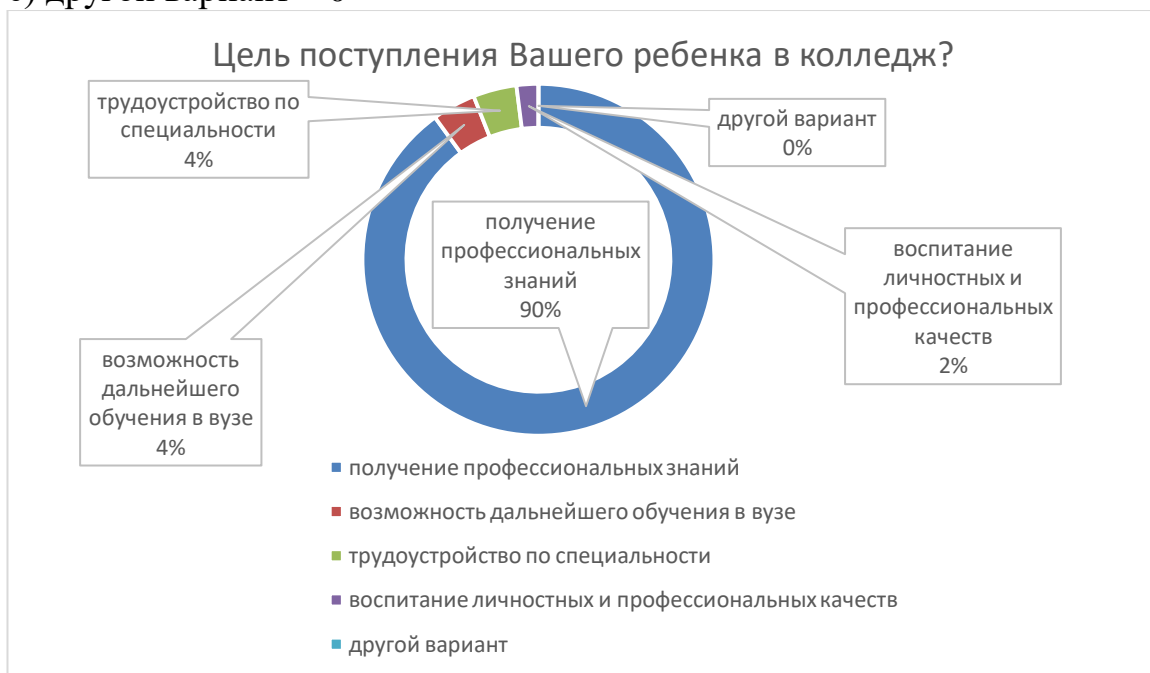 Цель поступления Вашего ребенка в колледж?
трудоустройство по
специальности
4%
другой вариант
0%
получение
профессиональных
знаний
90%
воспитание
личностных и
профессиональных
качеств
2%
возможность
дальнейшего
обучения в вузе
4%
получение профессиональных знаний
возможность дальнейшего обучения в вузе
трудоустройство по специальности
воспитание личностных и профессиональных качеств
другой вариант